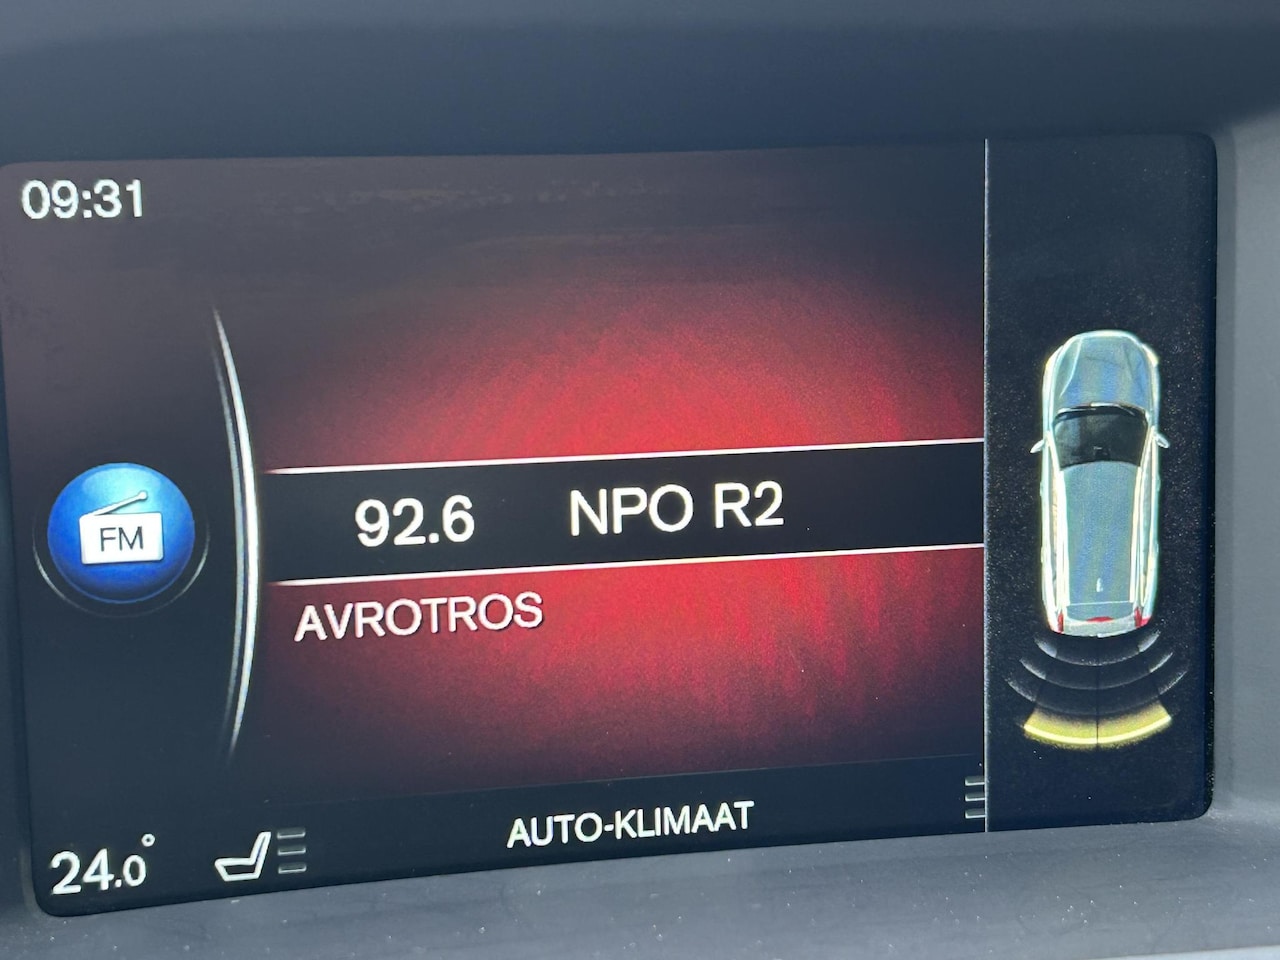 09:31
FM
92.6 NPO R2
AVROTROS
AUTO-KLIMAAT
24.0°